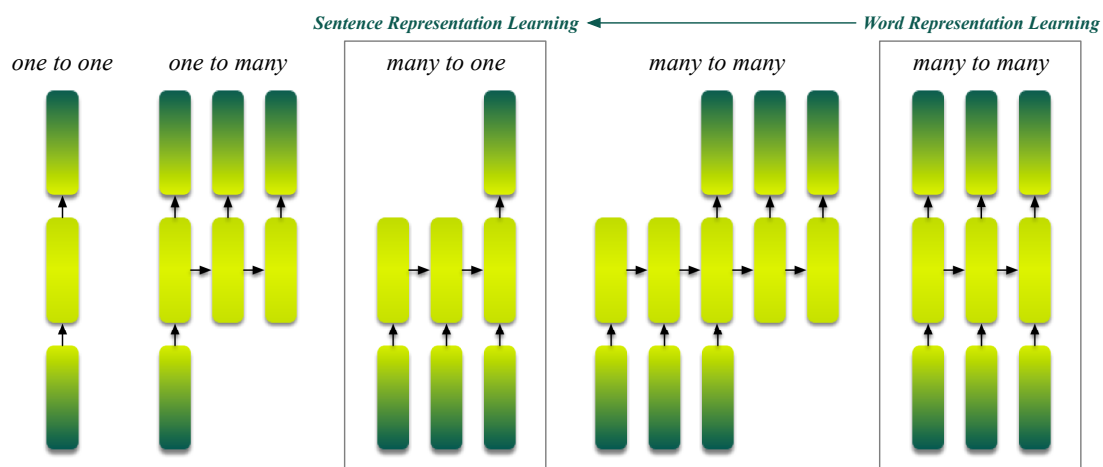 Sentence Representation Learning
Word Representation Learning
one to one
one to many
many to one
many to many
many to many